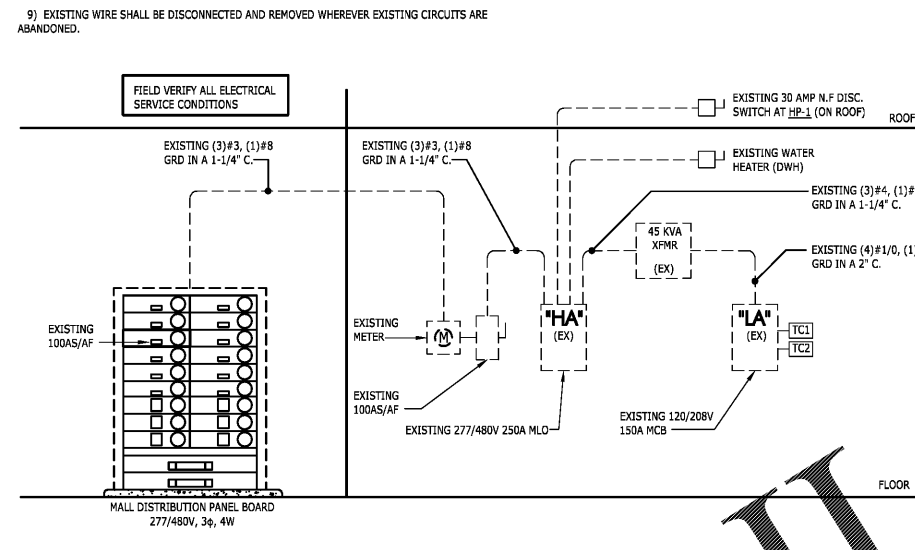 9) EXISTING WIRE SHALL BE DISCONNECTED AND REMOVED WHEREVER EXISTING CIRCUITS ARE
ABANDONED.
FIELD VERIFY ALL ELECTRICAL
SERVICE CONDITIONS
EXISTING 30 AMP N.F DISC.
SWITCH AT HP-1 (ON ROOF)
ROOF
EXISTING (3)#3, (1)#8
GRD IN A 1-1/4" C.
EXISTING (3)#3, (1)#8
GRD IN A 1-1/4" C.
EXISTING WATER
HEATER (DWH)
EXISTING (3)#4, (1)#
GRD IN A 1-1/4" C.
45 KVA
XFMR
(EX)
EXISTING (4)#1/0, (1)
GRD IN A 2" C.
EXISTING
100AS/AF
EXISTING
METER
M
"HA"
(EX)
"LA"
(EX)
TC1
TC2
EXISTING
100AS/AF
EXISTING 277/480V 250A MLO
EXISTING 120/208V
150A MCB
FLOOR
MALL DISTRIBUTION PANEL BOARD
277/480V, 3φ, 4W